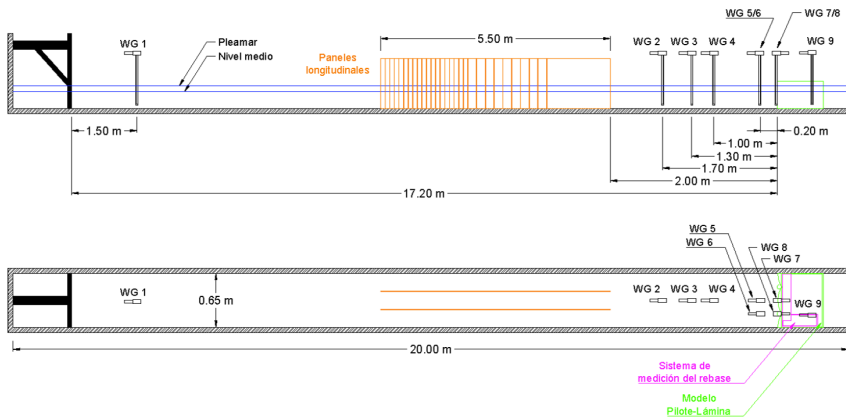 WG 1
Pleamar
Nivel medio
Paneles
longitudinales
5.50 m
WG 2
WG 3
WG 4
WG 5/6
WG 7/8
WG 9
1.50 m
0.20 m
1.00 m
1.30 m
1.70 m
2.00 m
17.20 m
WG 5
WG 6
WG 8
WG 7
WG 1
0.65 m
WG 2
WG 3
WG 4
WG 9
20.00 m
Sistema de
medición del rebase
Modelo
Pilote-Lámina